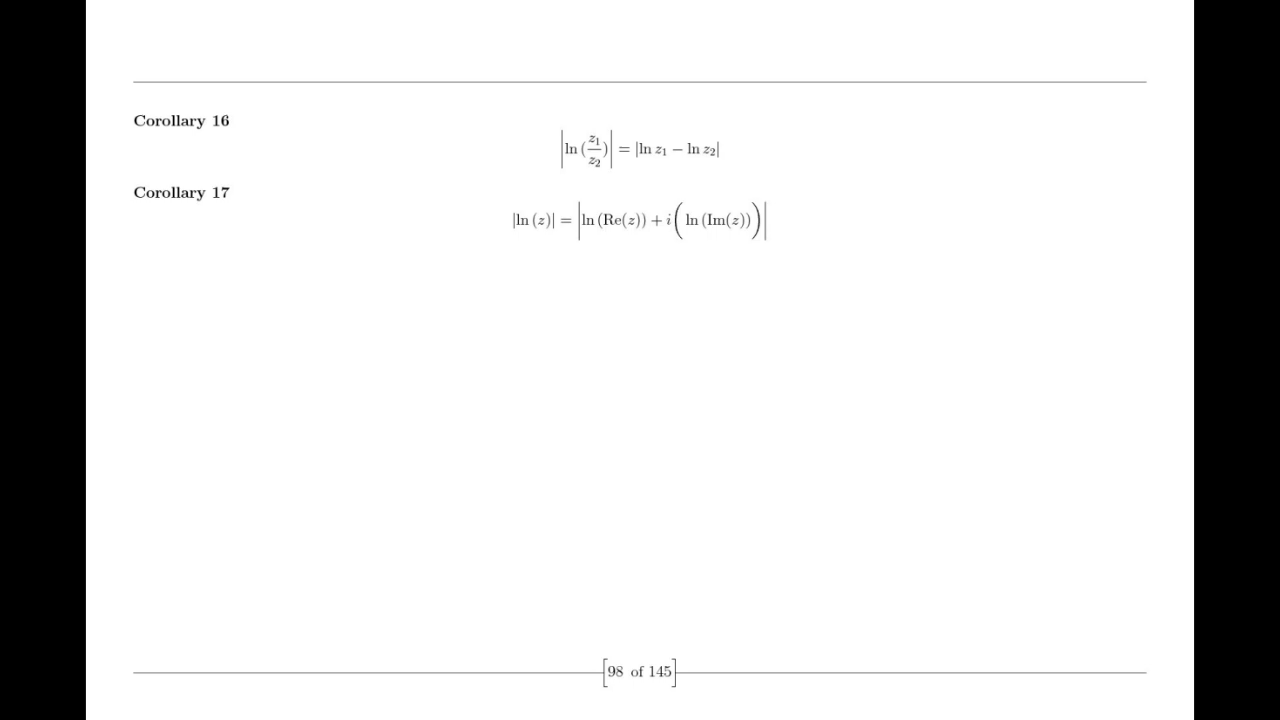 Corollary 16
|ln (z₁/z₂)| = |ln z₁ − ln z₂|
Corollary 17
|ln (z)| = |ln (Re(z)) + i( ln (Im(z)))|
[98 of 145]